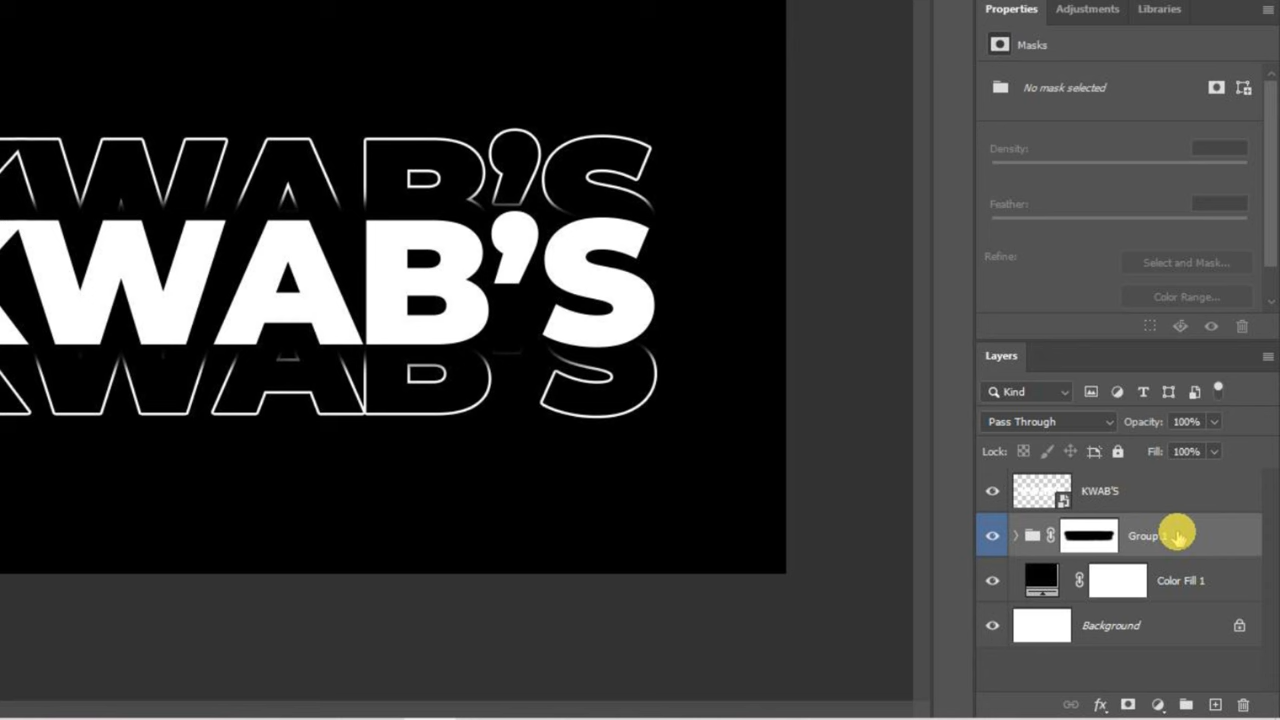 Properties Adjustments Libraries
Masks
No mask selected
Density:
Feather:
Refine:
Select and Mask...
Color Range...
Layers
Kind
Pass Through Opacity: 100%
Lock: Fill: 100%
KWAB'S
Group
Color Fill 1
Background
fx
KWAB'S
KWAB'S
KWAB S